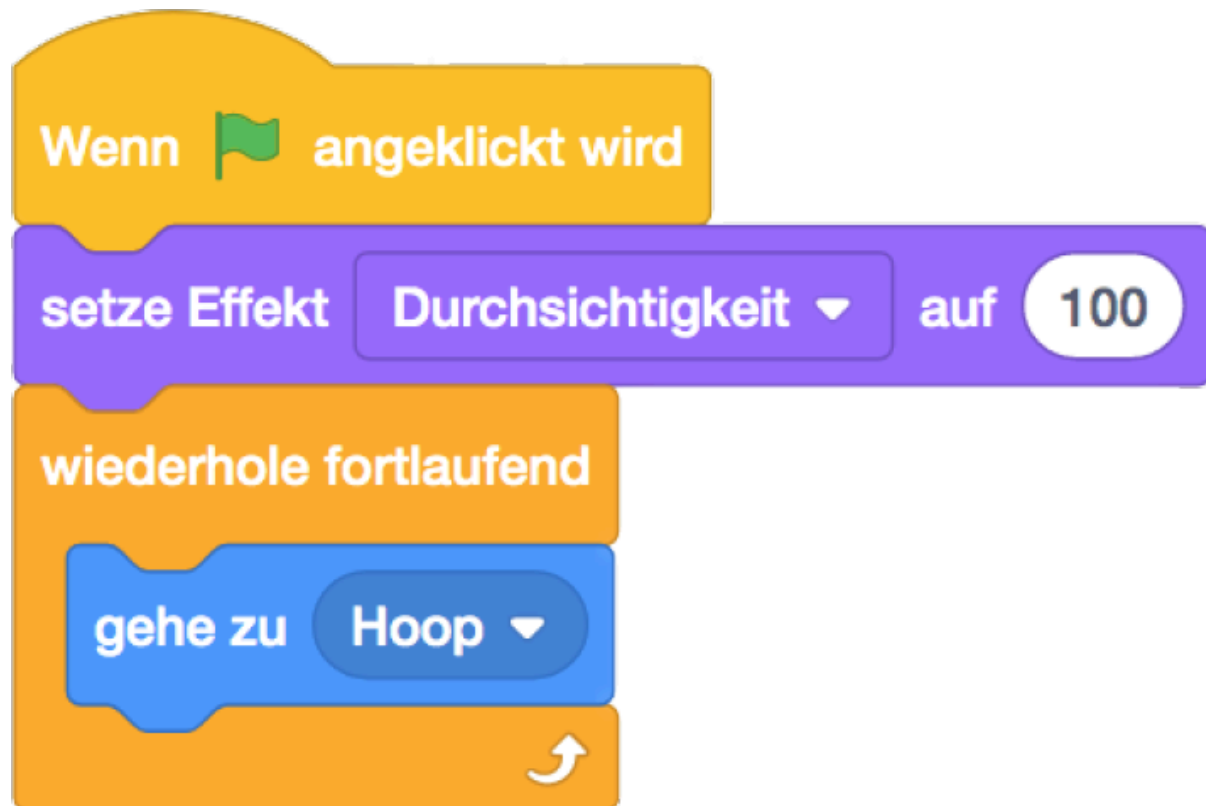 Wenn angeklickt wird
setze Effekt Durchsichtigkeit auf 100
wiederhole fortlaufend
gehe zu Hoop